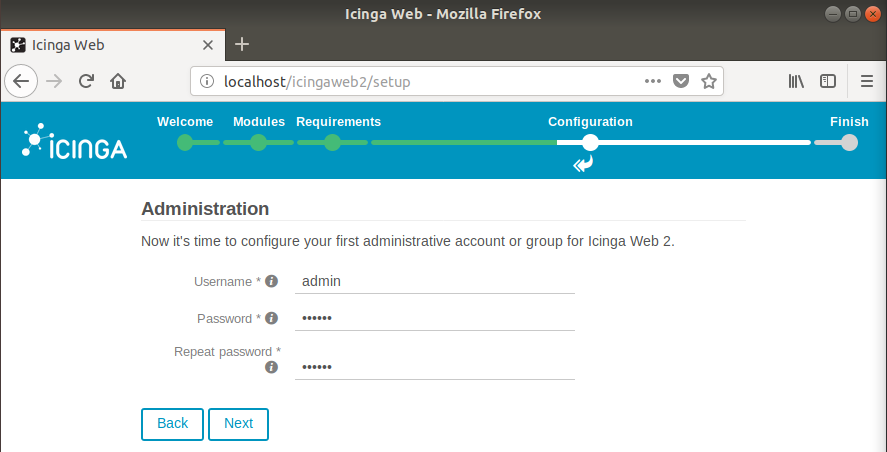 Icinga Web - Mozilla Firefox
Icinga Web
localhost/icingaweb2/setup
Welcome Modules Requirements Configuration Finish
ICINGA
Administration
Now it's time to configure your first administrative account or group for Icinga Web 2.
Username * admin
Password * ••••••
Repeat password * ••••••
Back Next